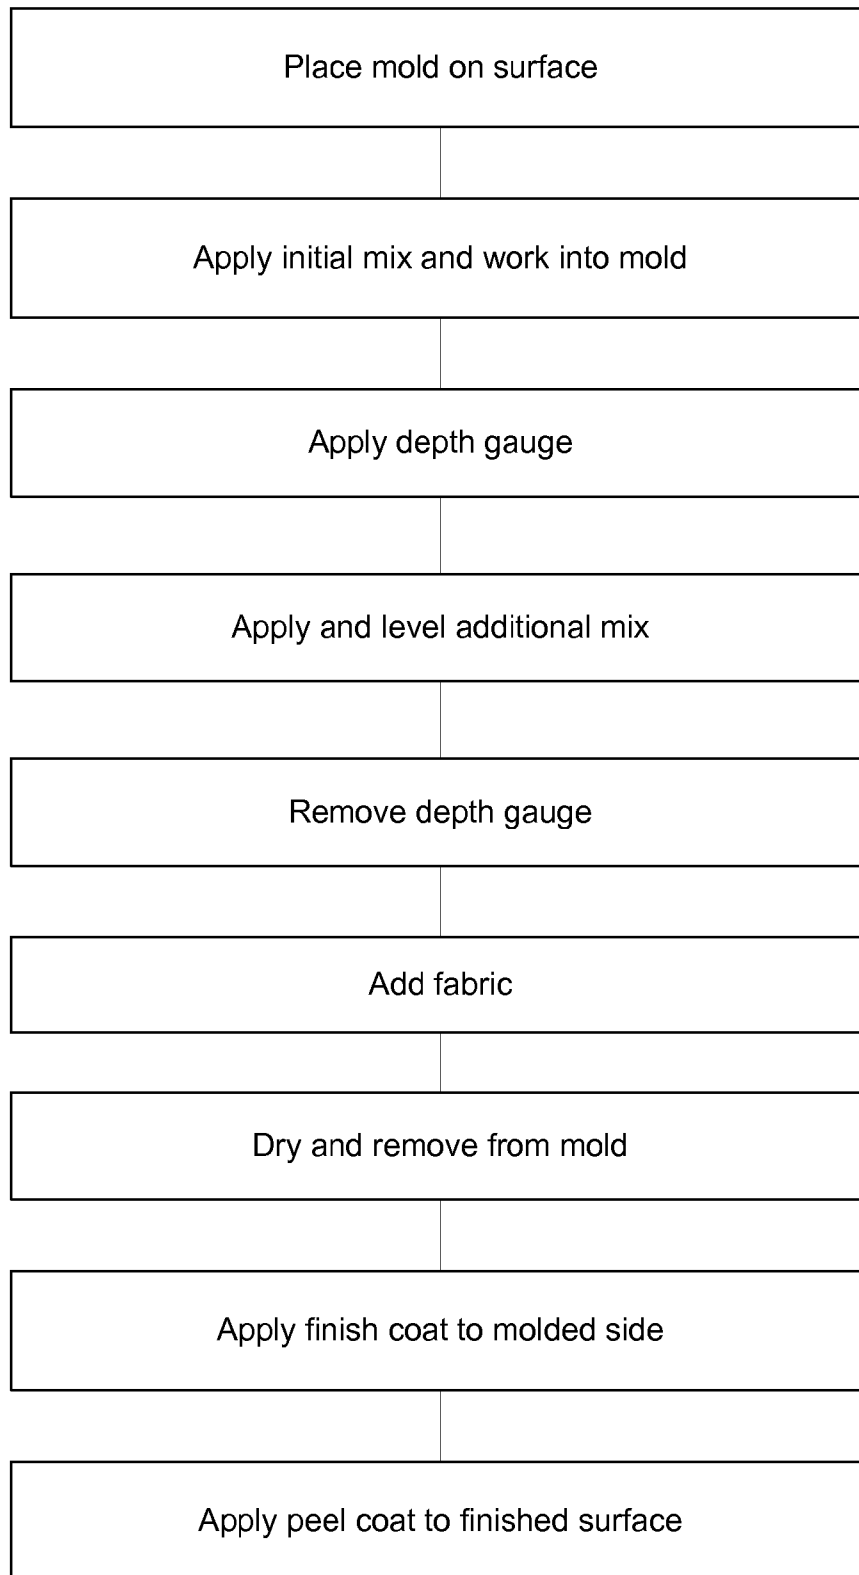 Place mold on surface
Apply initial mix and work into mold
Apply depth gauge
Apply and level additional mix
Remove depth gauge
Add fabric
Dry and remove from mold
Apply finish coat to molded side
Apply peel coat to finished surface